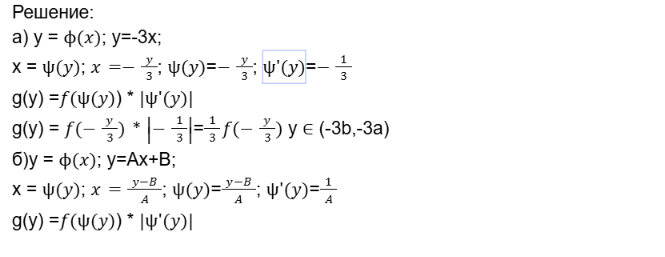 Решение:
а) y = ϕ(x); y=-3x;
x = ψ(y); x =− y/3; ψ(y)=− y/3; ψ'(y)=− 1/3
g(y) =f(ψ(y)) * |ψ'(y)|
g(y) = f(− y/3) * |− 1/3|=1/3 f(− y/3) y ∈ (-3b,-3a)
б)y = ϕ(x); y=Ax+B;
x = ψ(y); x = y−B/A; ψ(y)=y−B/A; ψ'(y)=1/A
g(y) =f(ψ(y)) * |ψ'(y)|